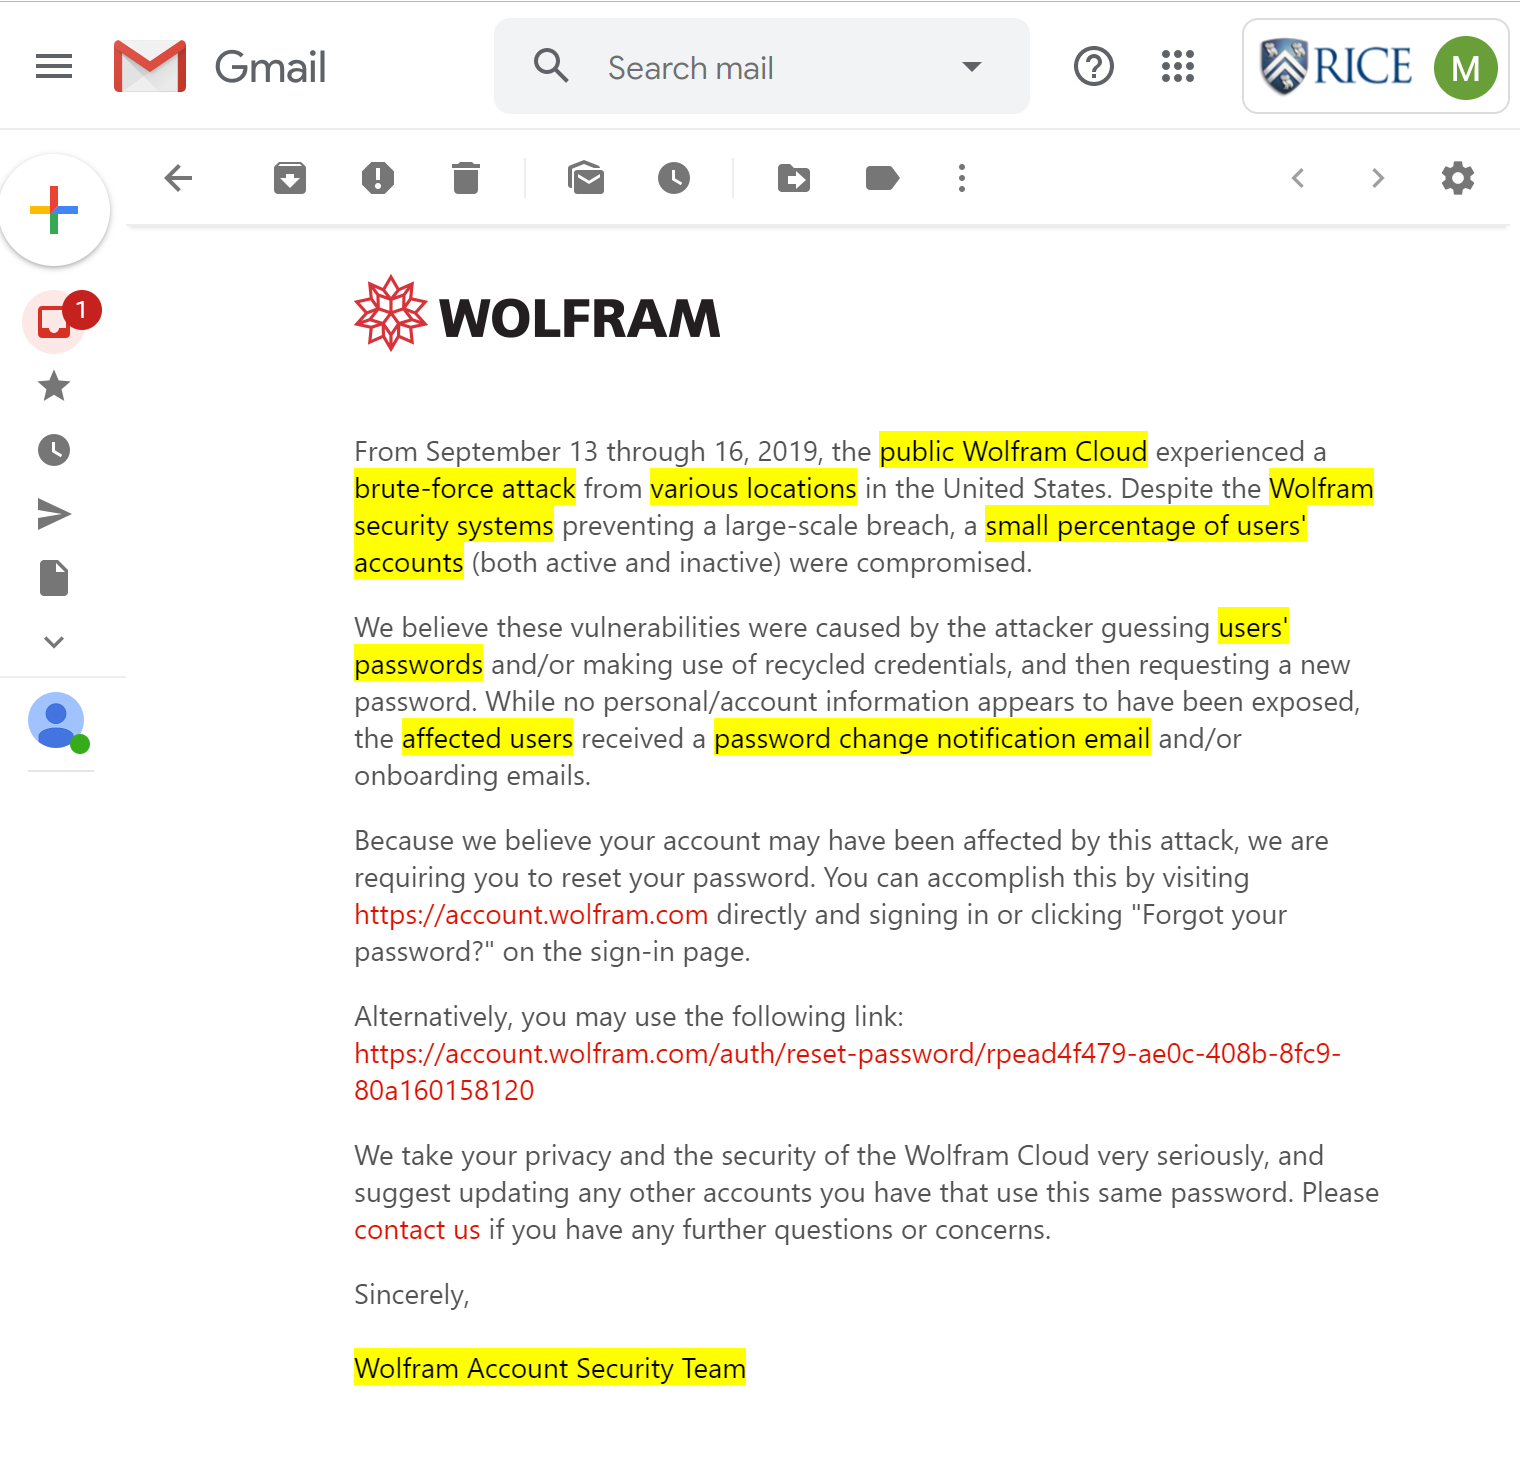 Gmail
Search mail
RICE
M
1
WOLFRAM
From September 13 through 16, 2019, the public Wolfram Cloud experienced a
brute-force attack from various locations in the United States. Despite the Wolfram
security systems preventing a large-scale breach, a small percentage of users'
accounts (both active and inactive) were compromised.
We believe these vulnerabilities were caused by the attacker guessing users'
passwords and/or making use of recycled credentials, and then requesting a new
password. While no personal/account information appears to have been exposed,
the affected users received a password change notification email and/or
onboarding emails.
Because we believe your account may have been affected by this attack, we are
requiring you to reset your password. You can accomplish this by visiting
https://account.wolfram.com directly and signing in or clicking "Forgot your
password?" on the sign-in page.
Alternatively, you may use the following link:
https://account.wolfram.com/auth/reset-password/rpead4f479-ae0c-408b-8fc9-
80a160158120
We take your privacy and the security of the Wolfram Cloud very seriously, and
suggest updating any other accounts you have that use this same password. Please
contact us if you have any further questions or concerns.
Sincerely,
Wolfram Account Security Team